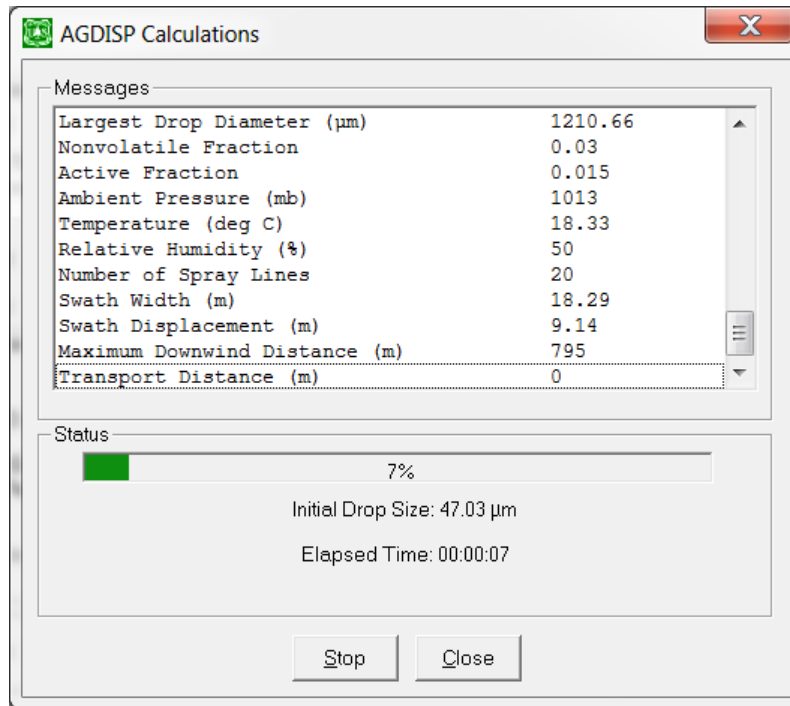 AGDISP Calculations
Messages
Largest Drop Diameter (µm) 1210.66
Nonvolatile Fraction 0.03
Active Fraction 0.015
Ambient Pressure (mb) 1013
Temperature (deg C) 18.33
Relative Humidity (%) 50
Number of Spray Lines 20
Swath Width (m) 18.29
Swath Displacement (m) 9.14
Maximum Downwind Distance (m) 795
Transport Distance (m) 0
Status
7%
Initial Drop Size: 47.03 µm
Elapsed Time: 00:00:07
Stop Close